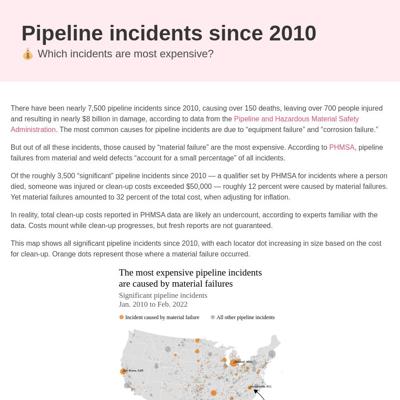 Pipeline incidents since 2010
💰 Which incidents are most expensive?
There have been nearly 7,500 pipeline incidents since 2010, causing over 150 deaths, leaving over 700 people injured
and resulting in nearly $8 billion in damage, according to data from the Pipeline and Hazardous Material Safety
Administration. The most common causes for pipeline incidents are due to “equipment failure” and “corrosion failure.”
But out of all these incidents, those caused by “material failure” are the most expensive. According to PHMSA, pipeline
failures from material and weld defects “account for a small percentage” of all incidents.
Of the roughly 3,500 “significant” pipeline incidents since 2010 — a qualifier set by PHMSA for incidents where a person
died, someone was injured or clean-up costs exceeded $50,000 — roughly 12 percent were caused by material failures.
Yet material failures amounted to 32 percent of the total cost, when adjusting for inflation.
In reality, total clean-up costs reported in PHMSA data are likely an undercount, according to experts familiar with the
data. Costs mount while clean-up progresses, but fresh reports are not guaranteed.
This map shows all significant pipeline incidents since 2010, with each locator dot increasing in size based on the cost
for clean-up. Orange dots represent those where a material failure occurred.
The most expensive pipeline incidents
are caused by material failures
Significant pipeline incidents
Jan. 2010 to Feb. 2022
Incident caused by material failure All other pipeline incidents